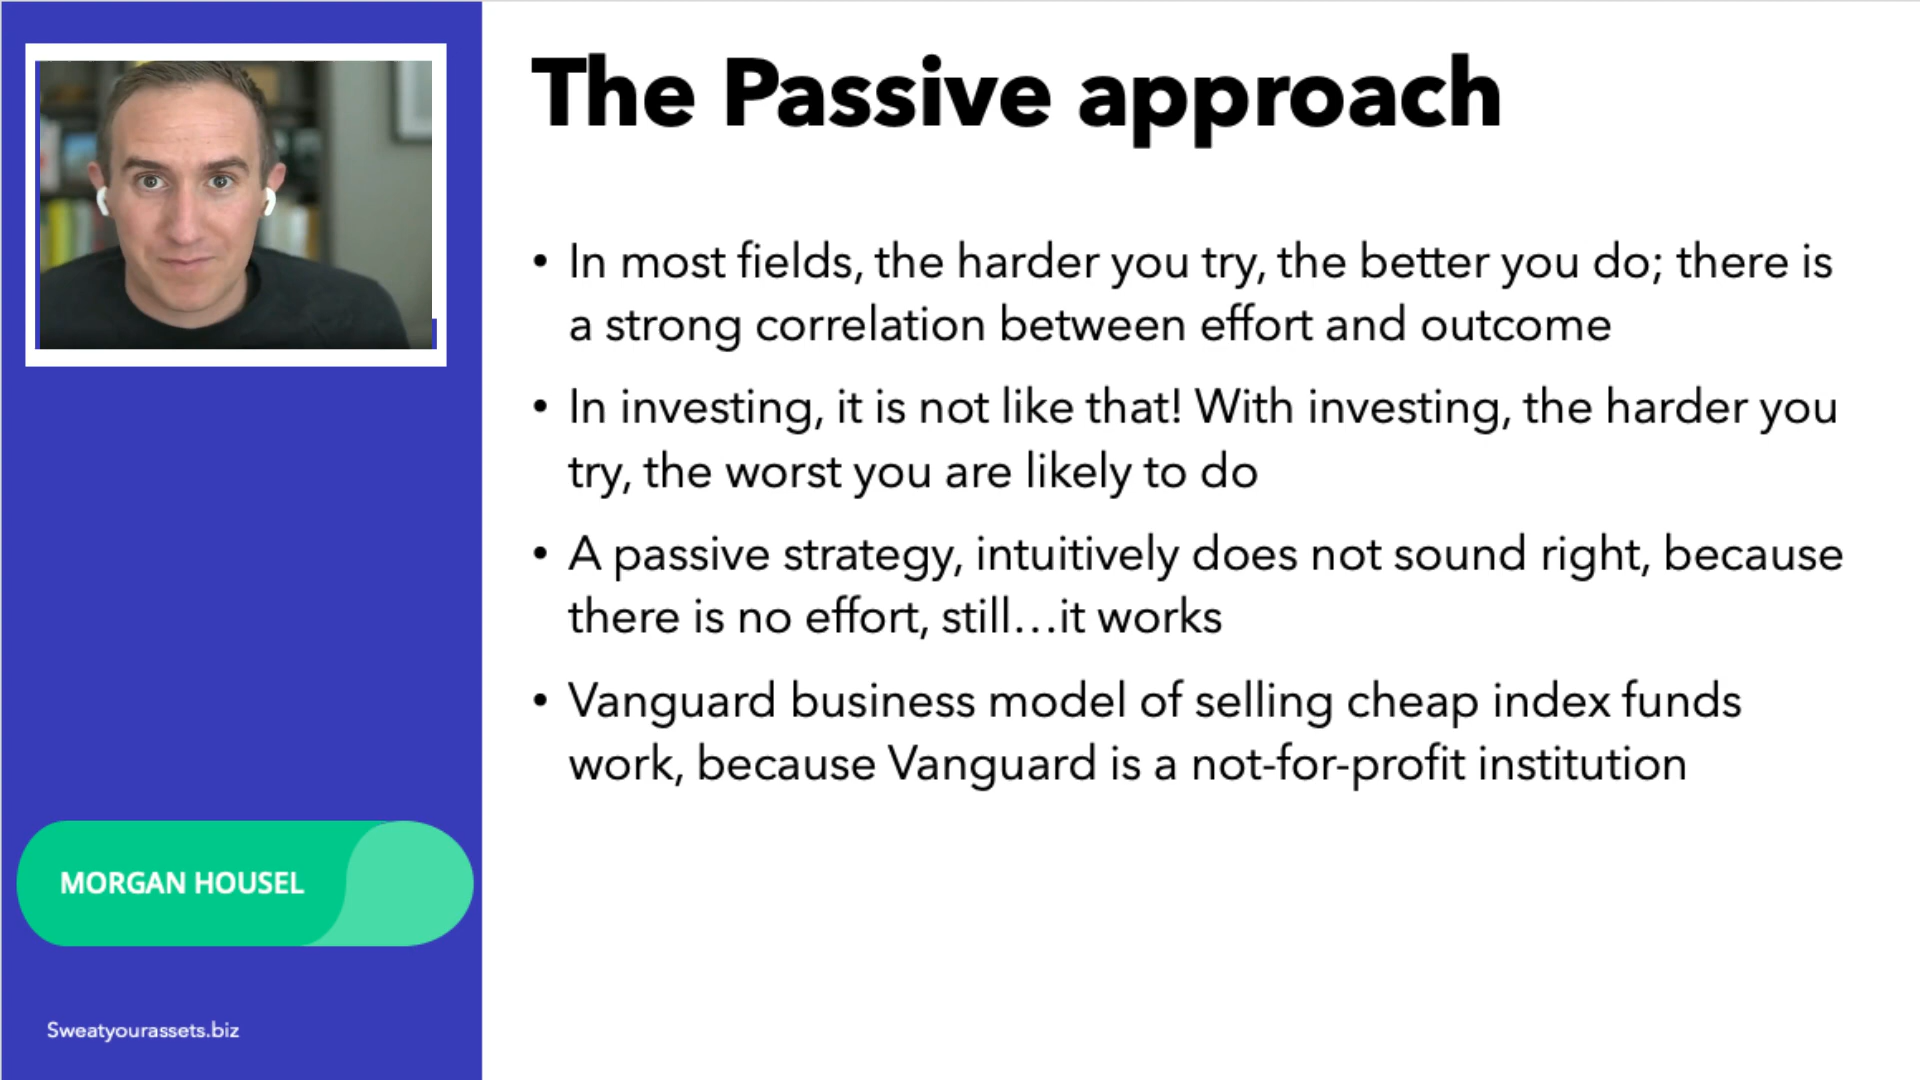 The Passive approach
• In most fields, the harder you try, the better you do; there is
a strong correlation between effort and outcome
• In investing, it is not like that! With investing, the harder you
try, the worst you are likely to do
• A passive strategy, intuitively does not sound right, because
there is no effort, still…it works
• Vanguard business model of selling cheap index funds
work, because Vanguard is a not-for-profit institution
MORGAN HOUSEL
Sweatyourassets.biz